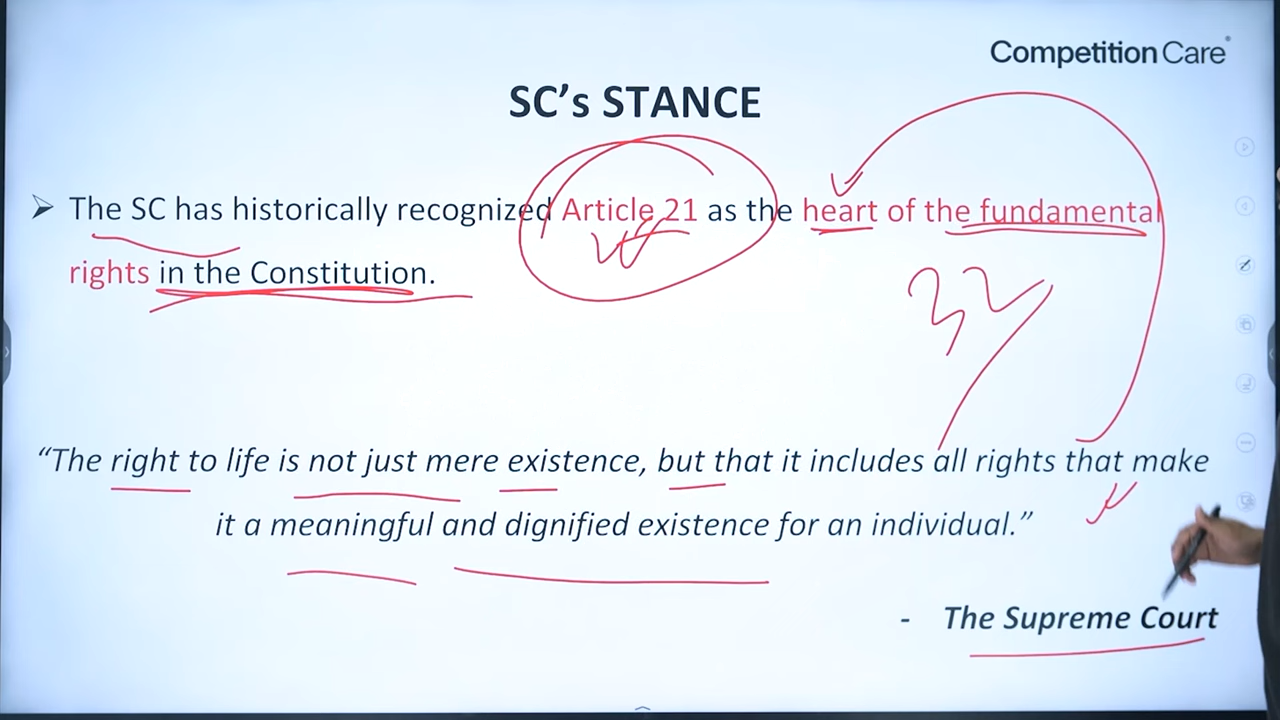 Competition Care
SC's STANCE
➢ The SC has historically recognized Article 21 as the heart of the fundamental
rights in the Constitution.
32
“The right to life is not just mere existence, but that it includes all rights that make
it a meaningful and dignified existence for an individual.”
- The Supreme Court